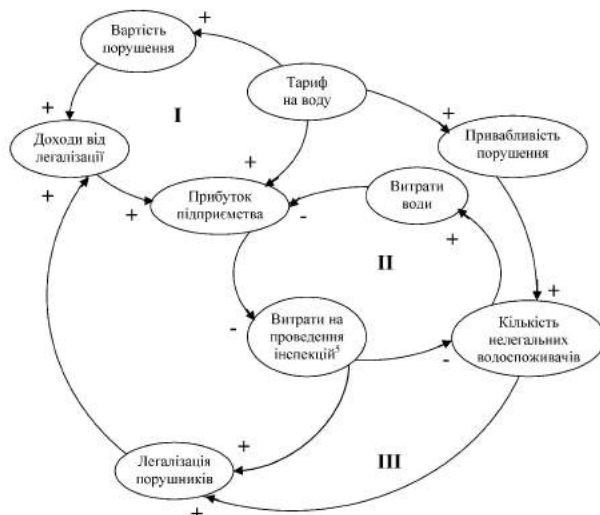 Вартість
порушення
+
Тариф
на воду
+
I
+
Доходи від
легалізації
+
Привабливість
порушення
+
Прибуток
підприємства
+
+
-
Витрати
води
+
II
-
Витрати на
проведення
інспекцій⁵
-
+
Кількість
нелегальних
водоспоживачів
+
Легалізація
порушників
+
III